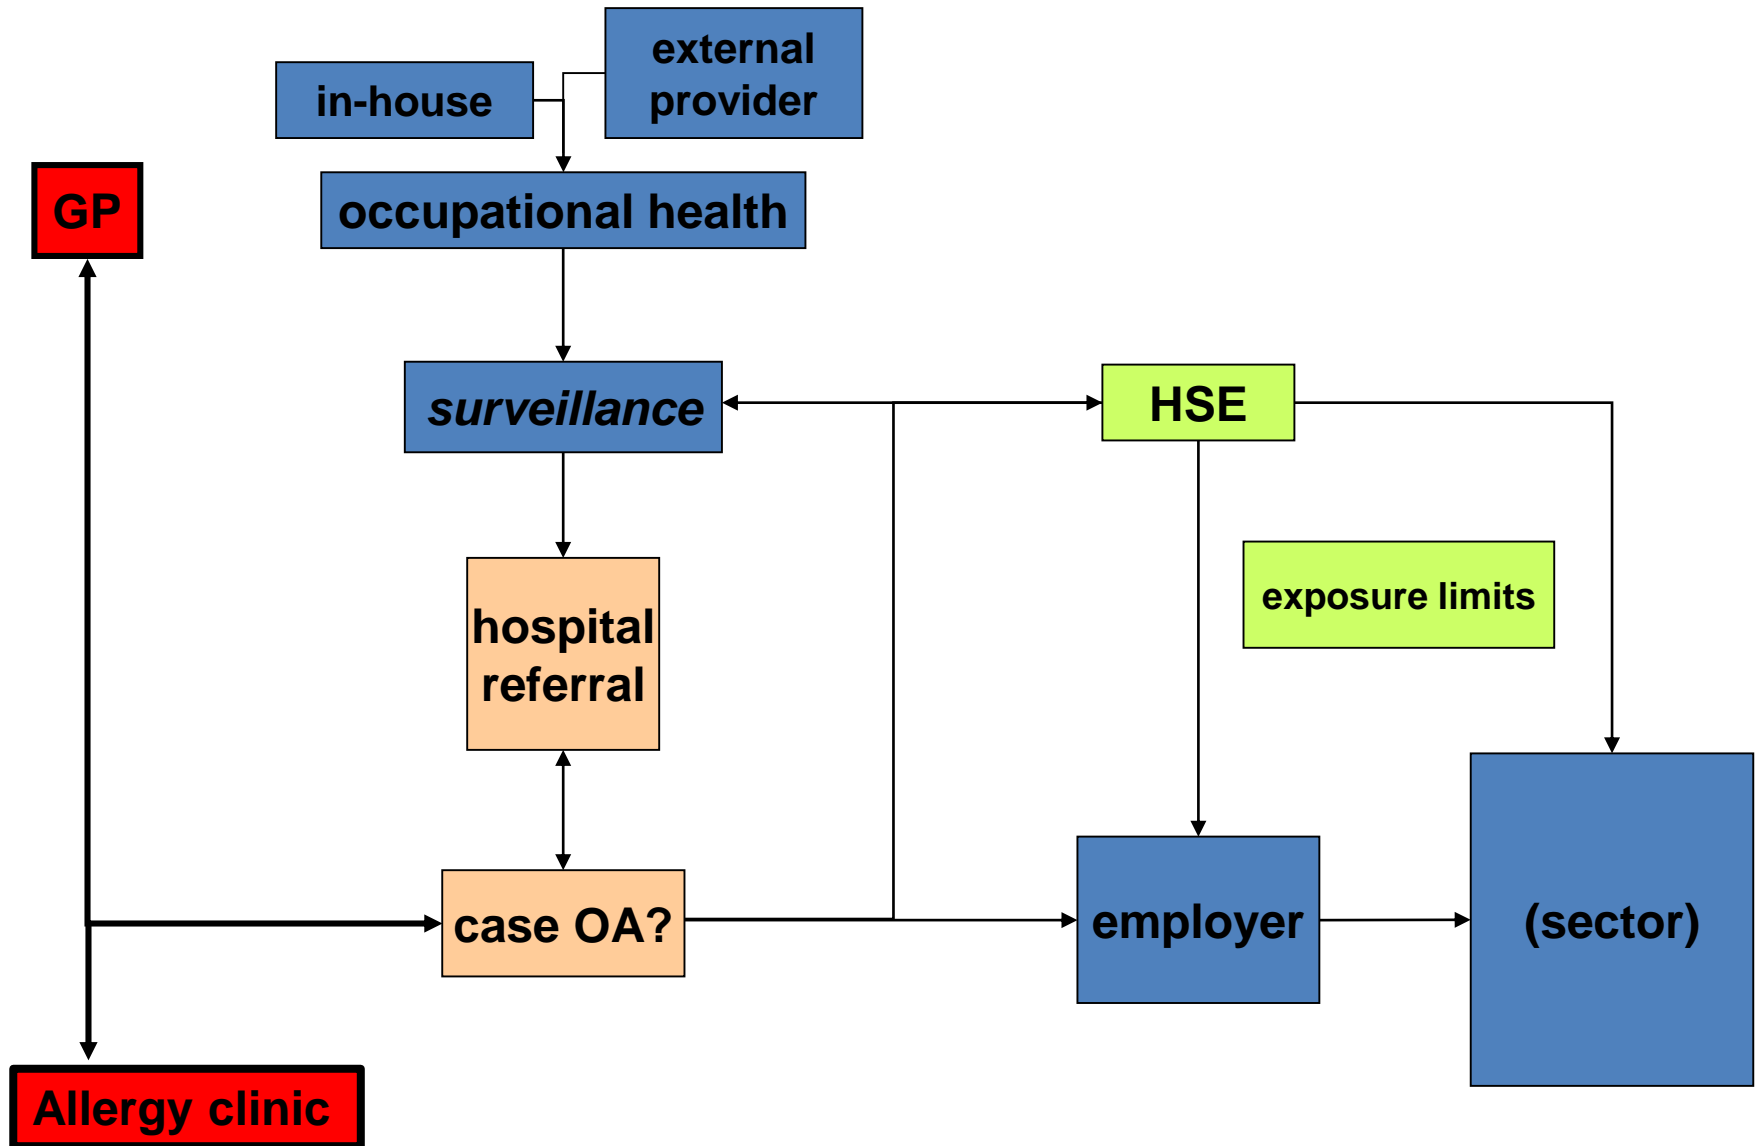 external
provider
in-house
GP
occupational health
surveillance
HSE
exposure limits
hospital
referral
case OA?
employer
(sector)
Allergy clinic